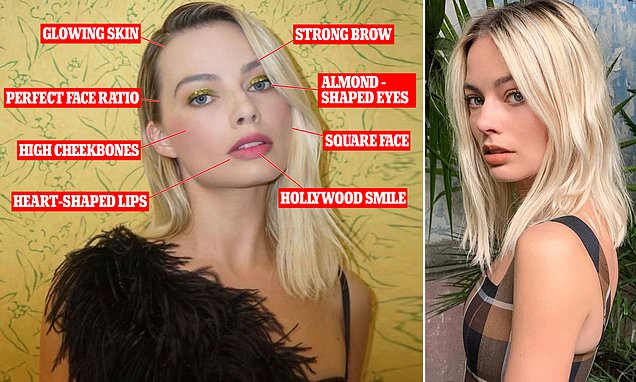 GLOWING SKIN
STRONG BROW
PERFECT FACE RATIO
ALMOND -
SHAPED EYES
HIGH CHEEKBONES
SQUARE FACE
HEART-SHAPED LIPS
HOLLYWOOD SMILE